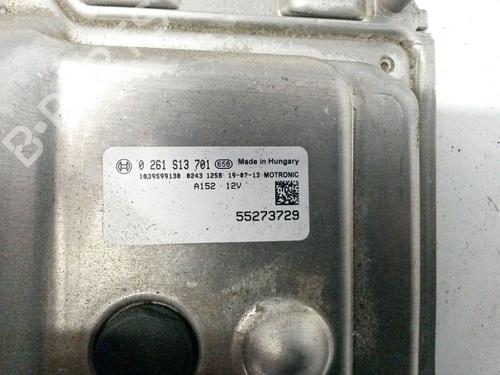 0 261 S13 701 658 Made in Hungary
1039S99130 0243 1258 19-07-13 MOTRONIC
A152 12V
55273729